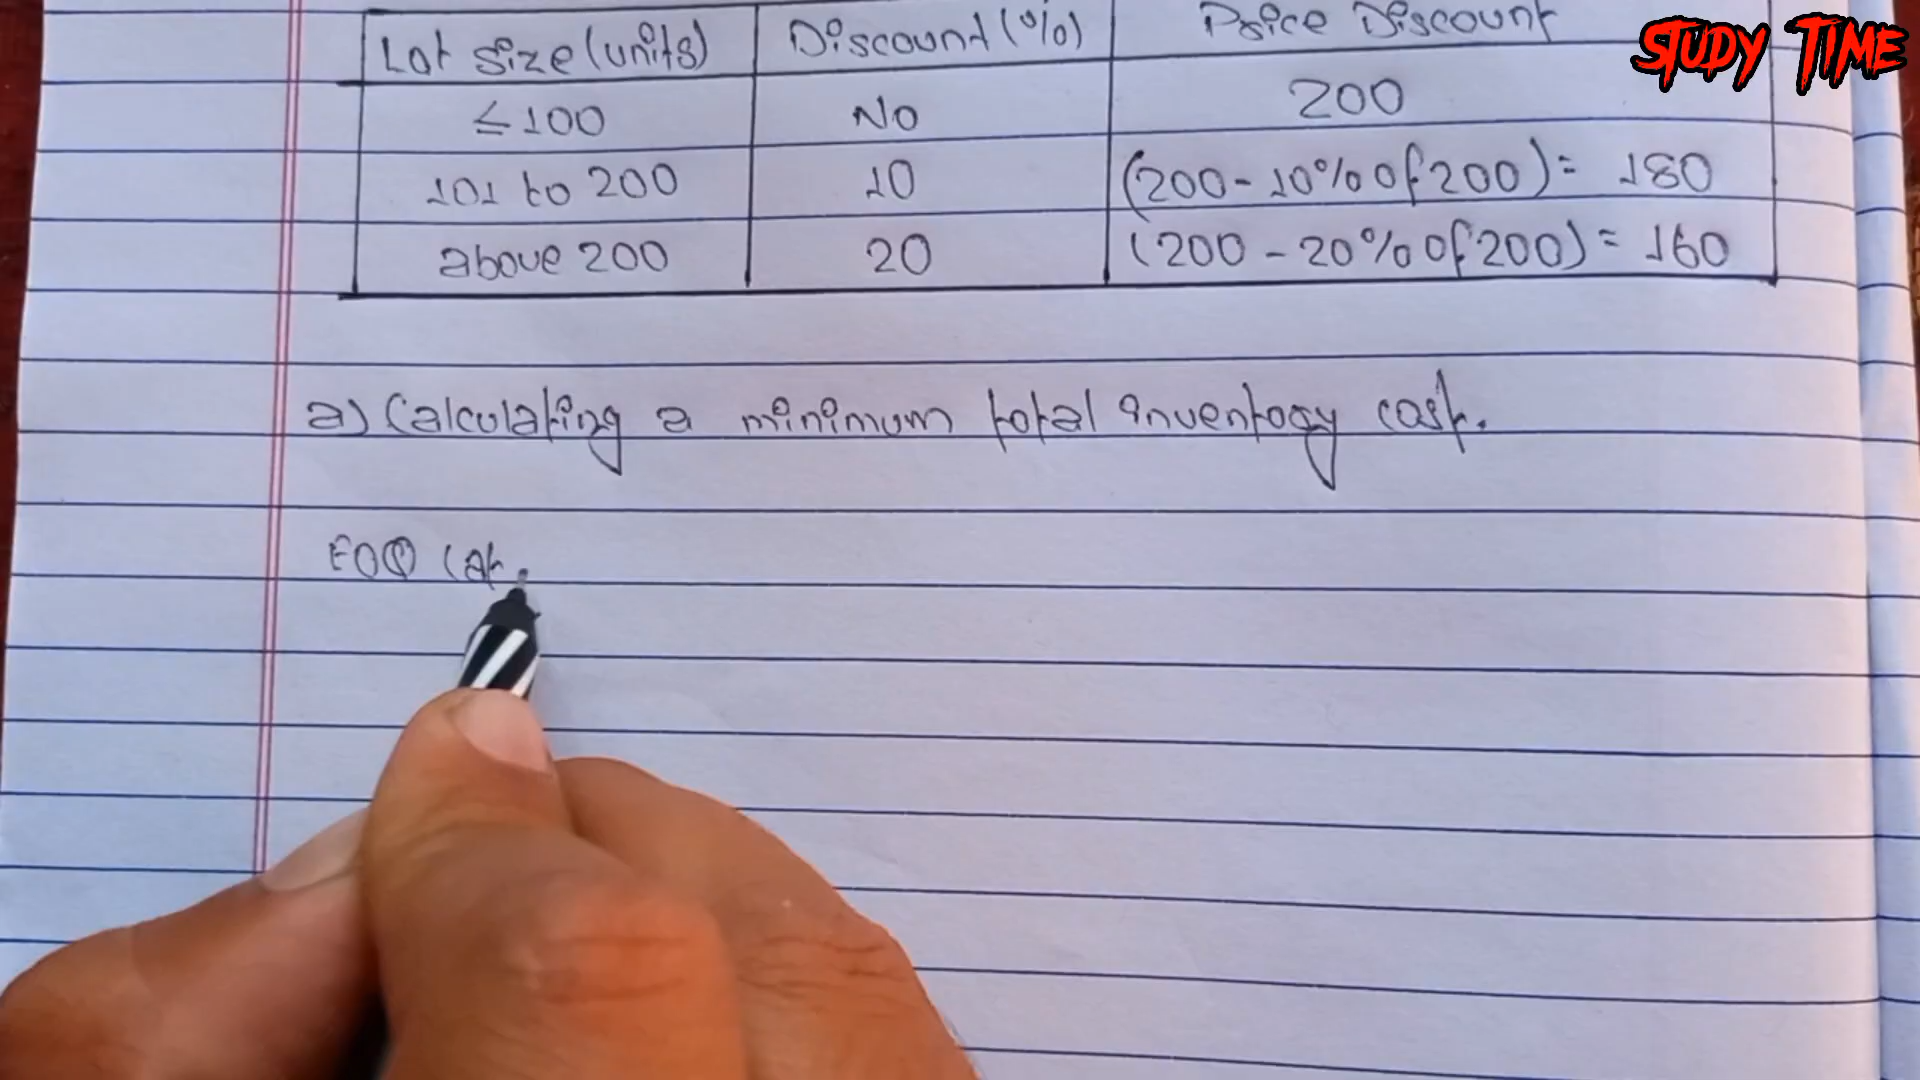 STUDY TIME
Lot size (units) Discount (%) Price Discount
≤ 100 No 200
101 to 200 10 (200 - 10% of 200) = 180
above 200 20 (200 - 20% of 200) = 160
a) Calculating a minimum total inventory cost.
EOQ (at